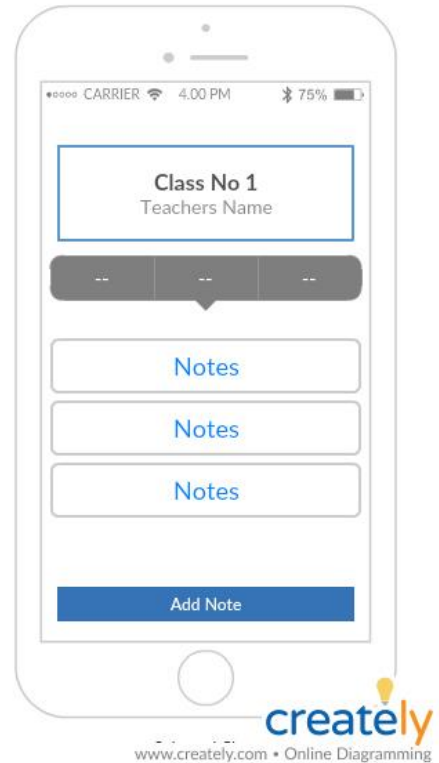 CARRIER 4.00 PM 75%
Class No 1
Teachers Name
-- -- --
Notes
Notes
Notes
Add Note
creately
www.creately.com • Online Diagramming